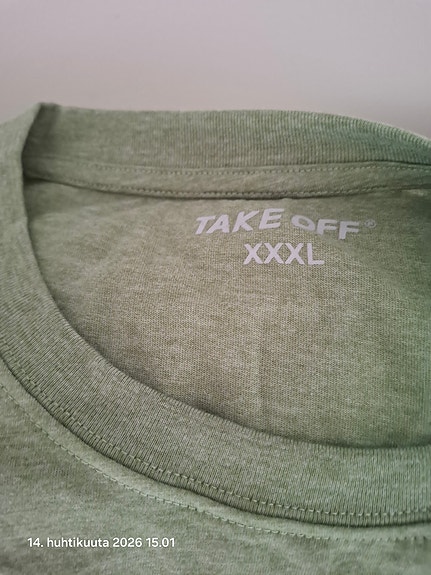 TAKE OFF®
XXXL
14. huhtikuuta 2026 15.01